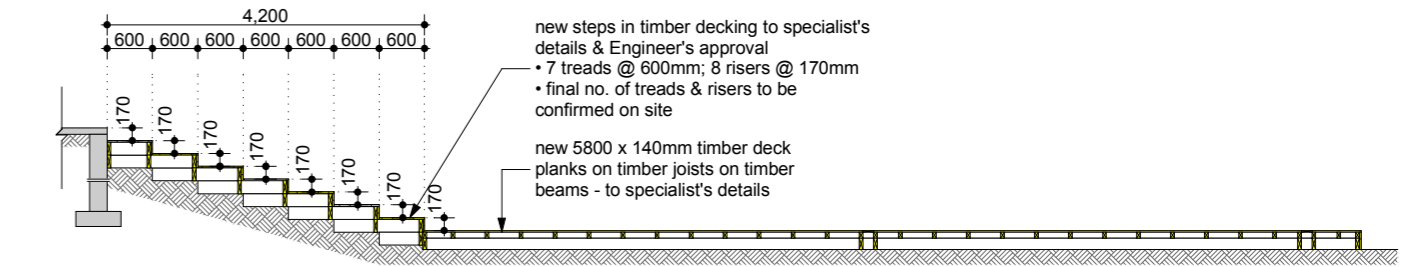 4,200
600 600 600 600 600 600 600
new steps in timber decking to specialist's
details & Engineer's approval
• 7 treads @ 600mm; 8 risers @ 170mm
• final no. of treads & risers to be
confirmed on site
new 5800 x 140mm timber deck
planks on timber joists on timber
beams - to specialist's details
170
170
170
170
170
170
170
170